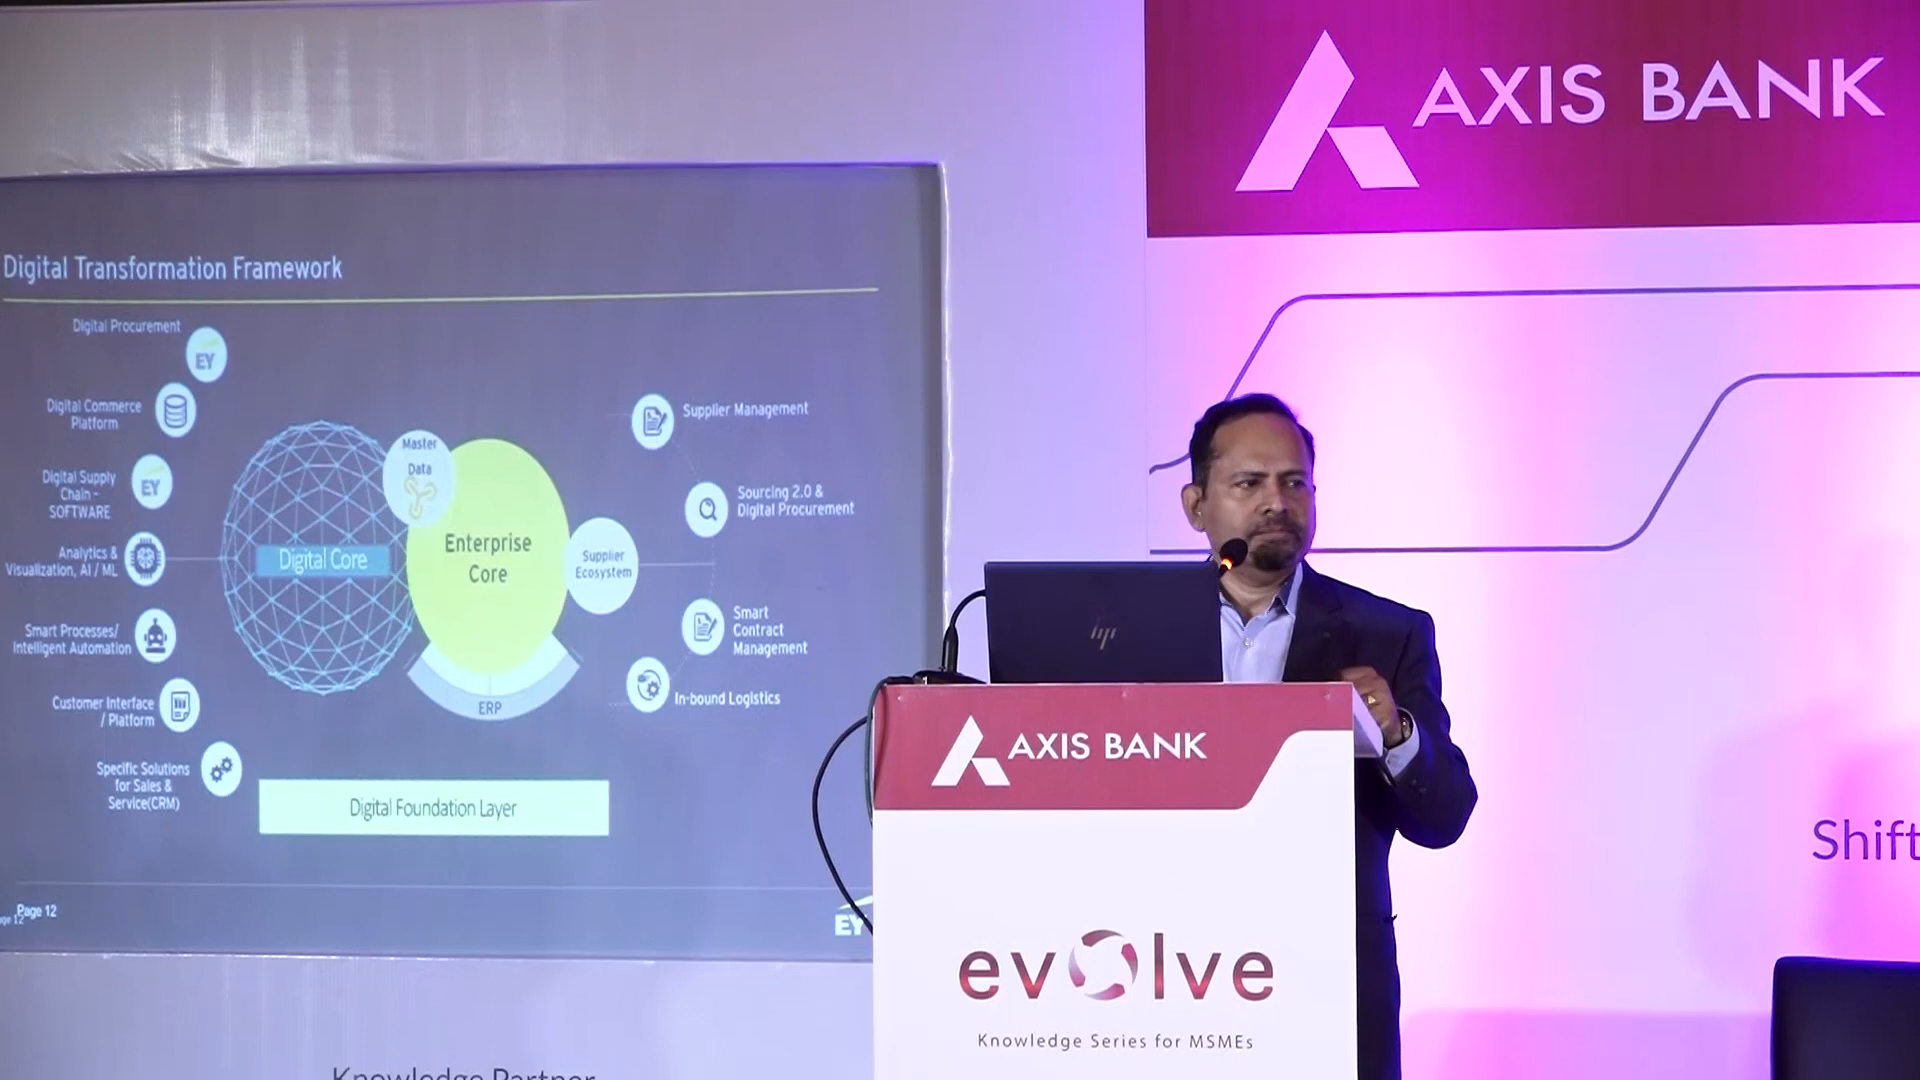 AXIS BANK
Digital Transformation Framework
Digital Procurement
EY
Digital Commerce
Platform
Digital Supply
Chain -
SOFTWARE
EY
Analytics &
Visualization, AI / ML
Smart Processes/
Intelligent Automation
Customer Interface
/ Platform
Specific Solutions
for Sales &
Service(CRM)
Digital Core
Master
Data
Enterprise
Core
ERP
Supplier
Ecosystem
Supplier Management
Sourcing 2.0 &
Digital Procurement
Smart
Contract
Management
In-bound Logistics
Digital Foundation Layer
Page 12
EY
hp
AXIS BANK
evolve
Knowledge Series for MSMEs
Shift
Knowledge Partner